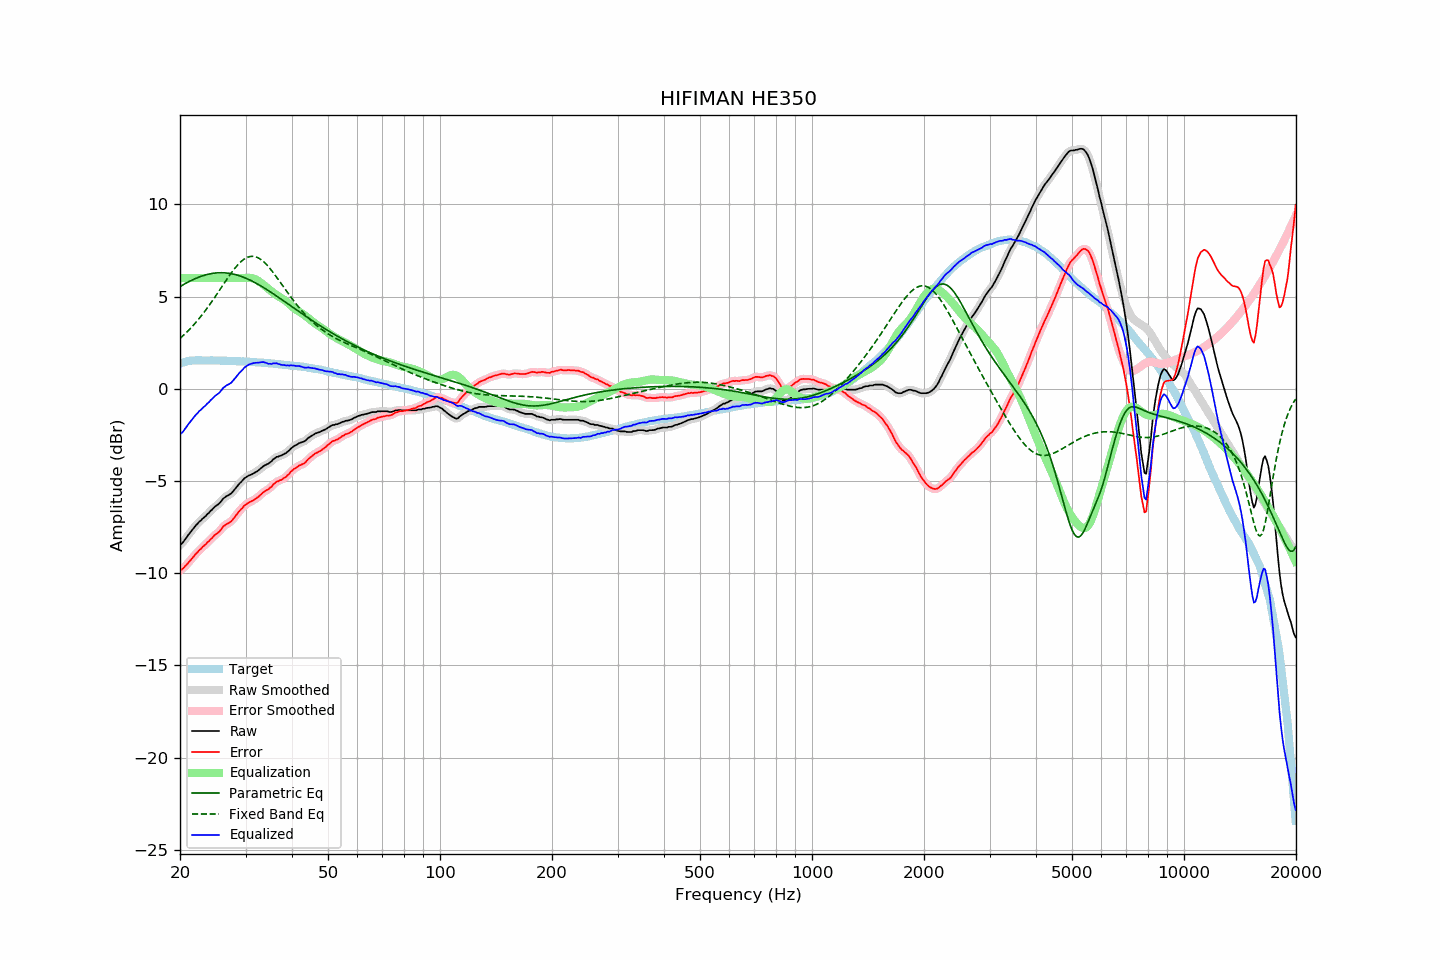 HIFIMAN HE350
Amplitude (dBr)
10
5
0
−5
−10
−15
−20
−25
Target
Raw Smoothed
Error Smoothed
Raw
Error
Equalization
Parametric Eq
Fixed Band Eq
Equalized
20 50 100 200 500 1000 2000 5000 10000 20000
Frequency (Hz)